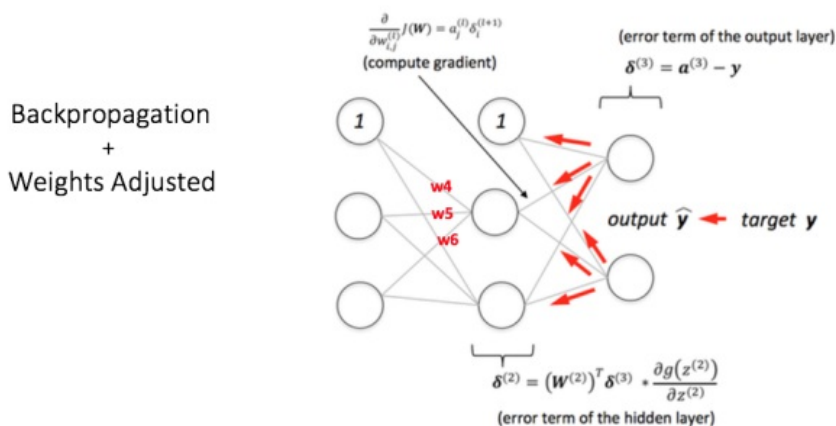 ∂/∂w_{i,j}^{(l)} J(W) = a_j^{(l)} δ_i^{(l+1)}
(compute gradient)
(error term of the output layer)
δ^{(3)} = a^{(3)} − y
Backpropagation
+
Weights Adjusted
1
1
w4
w5
w6
output ŷ
target y
δ^{(2)} = (W^{(2)})^T δ^{(3)} * ∂g(z^{(2)})/∂z^{(2)}
(error term of the hidden layer)